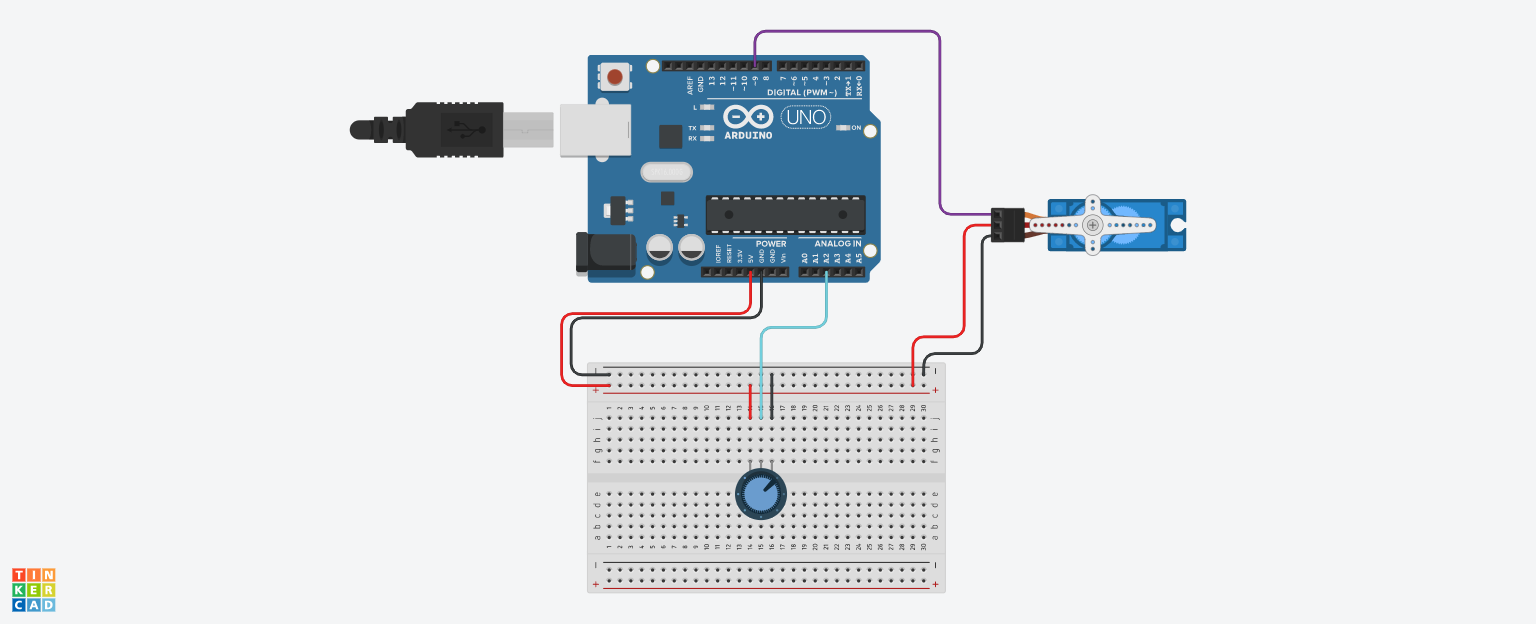 AREF
GND
13
12
~11
~10
~9
8
7
~6
~5
4
~3
2
TX→1
RX←0
DIGITAL (PWM~)
L
TX
RX
UNO
ON
ARDUINO
POWER
ANALOG IN
IOREF
RESET
3.3V
5V
GND
GND
Vin
A0
A1
A2
A3
A4
A5
− −
+ +
1 2 3 4 5 6 7 8 9 10 11 12 13 17 18 19 20 21 22 23 24 25 26 27 28 29 30
j j
i i
h h
g g
f f
e e
d d
c c
b b
a a
1 2 3 4 5 6 7 8 9 10 11 12 13 14 15 16 17 18 19 20 21 22 23 24 25 26 27 28 29 30
− −
+ +
TIN
KER
CAD